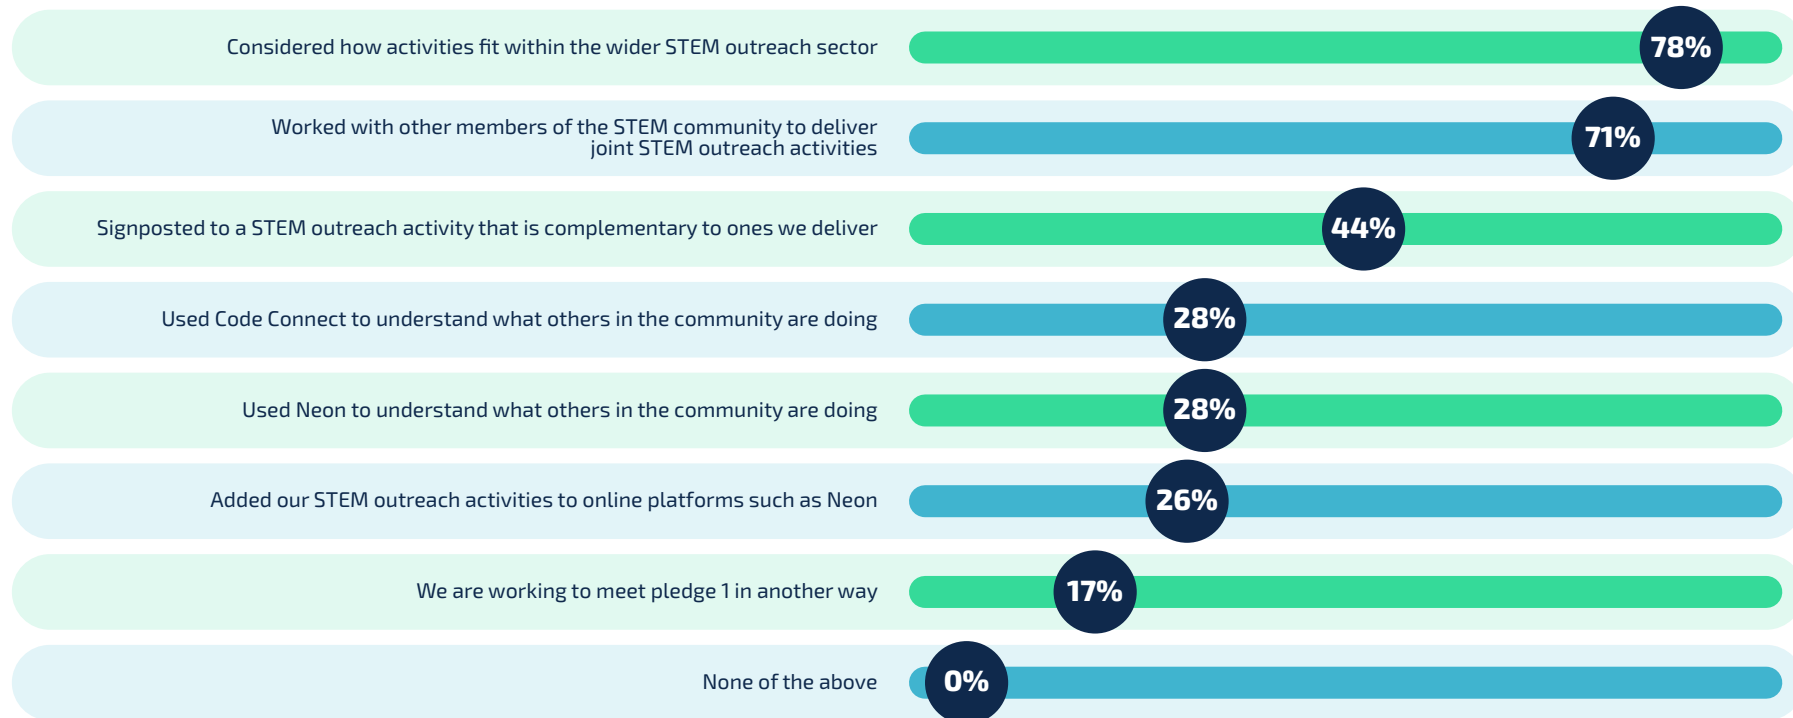 Considered how activities fit within the wider STEM outreach sector 78%
Worked with other members of the STEM community to deliver
joint STEM outreach activities 71%
Signposted to a STEM outreach activity that is complementary to ones we deliver 44%
Used Code Connect to understand what others in the community are doing 28%
Used Neon to understand what others in the community are doing 28%
Added our STEM outreach activities to online platforms such as Neon 26%
We are working to meet pledge 1 in another way 17%
None of the above 0%